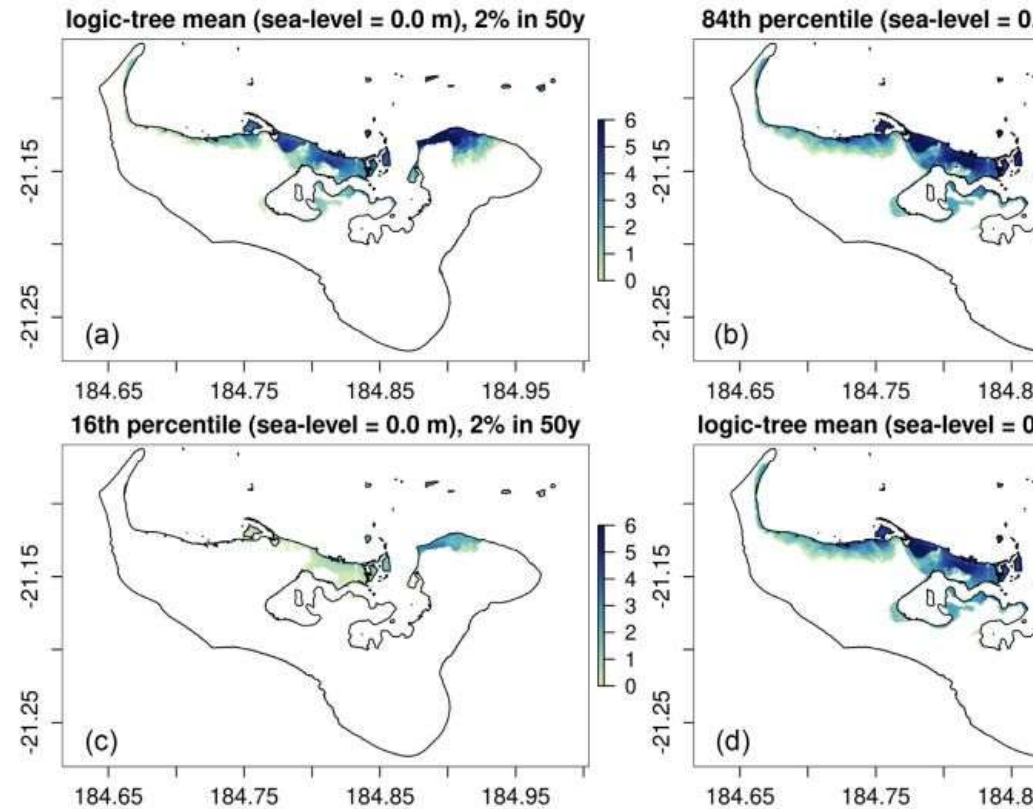 logic-tree mean (sea-level = 0.0 m), 2% in 50y
84th percentile (sea-level = 0.
-21.15
-21.25
6
5
4
3
2
1
0
(a)
(b)
-21.15
-21.25
184.65 184.75 184.85 184.95
184.65 184.75 184.8
16th percentile (sea-level = 0.0 m), 2% in 50y
logic-tree mean (sea-level = 0
-21.15
-21.25
6
5
4
3
2
1
0
(c)
(d)
-21.15
-21.25
184.65 184.75 184.85 184.95
184.65 184.75 184.8